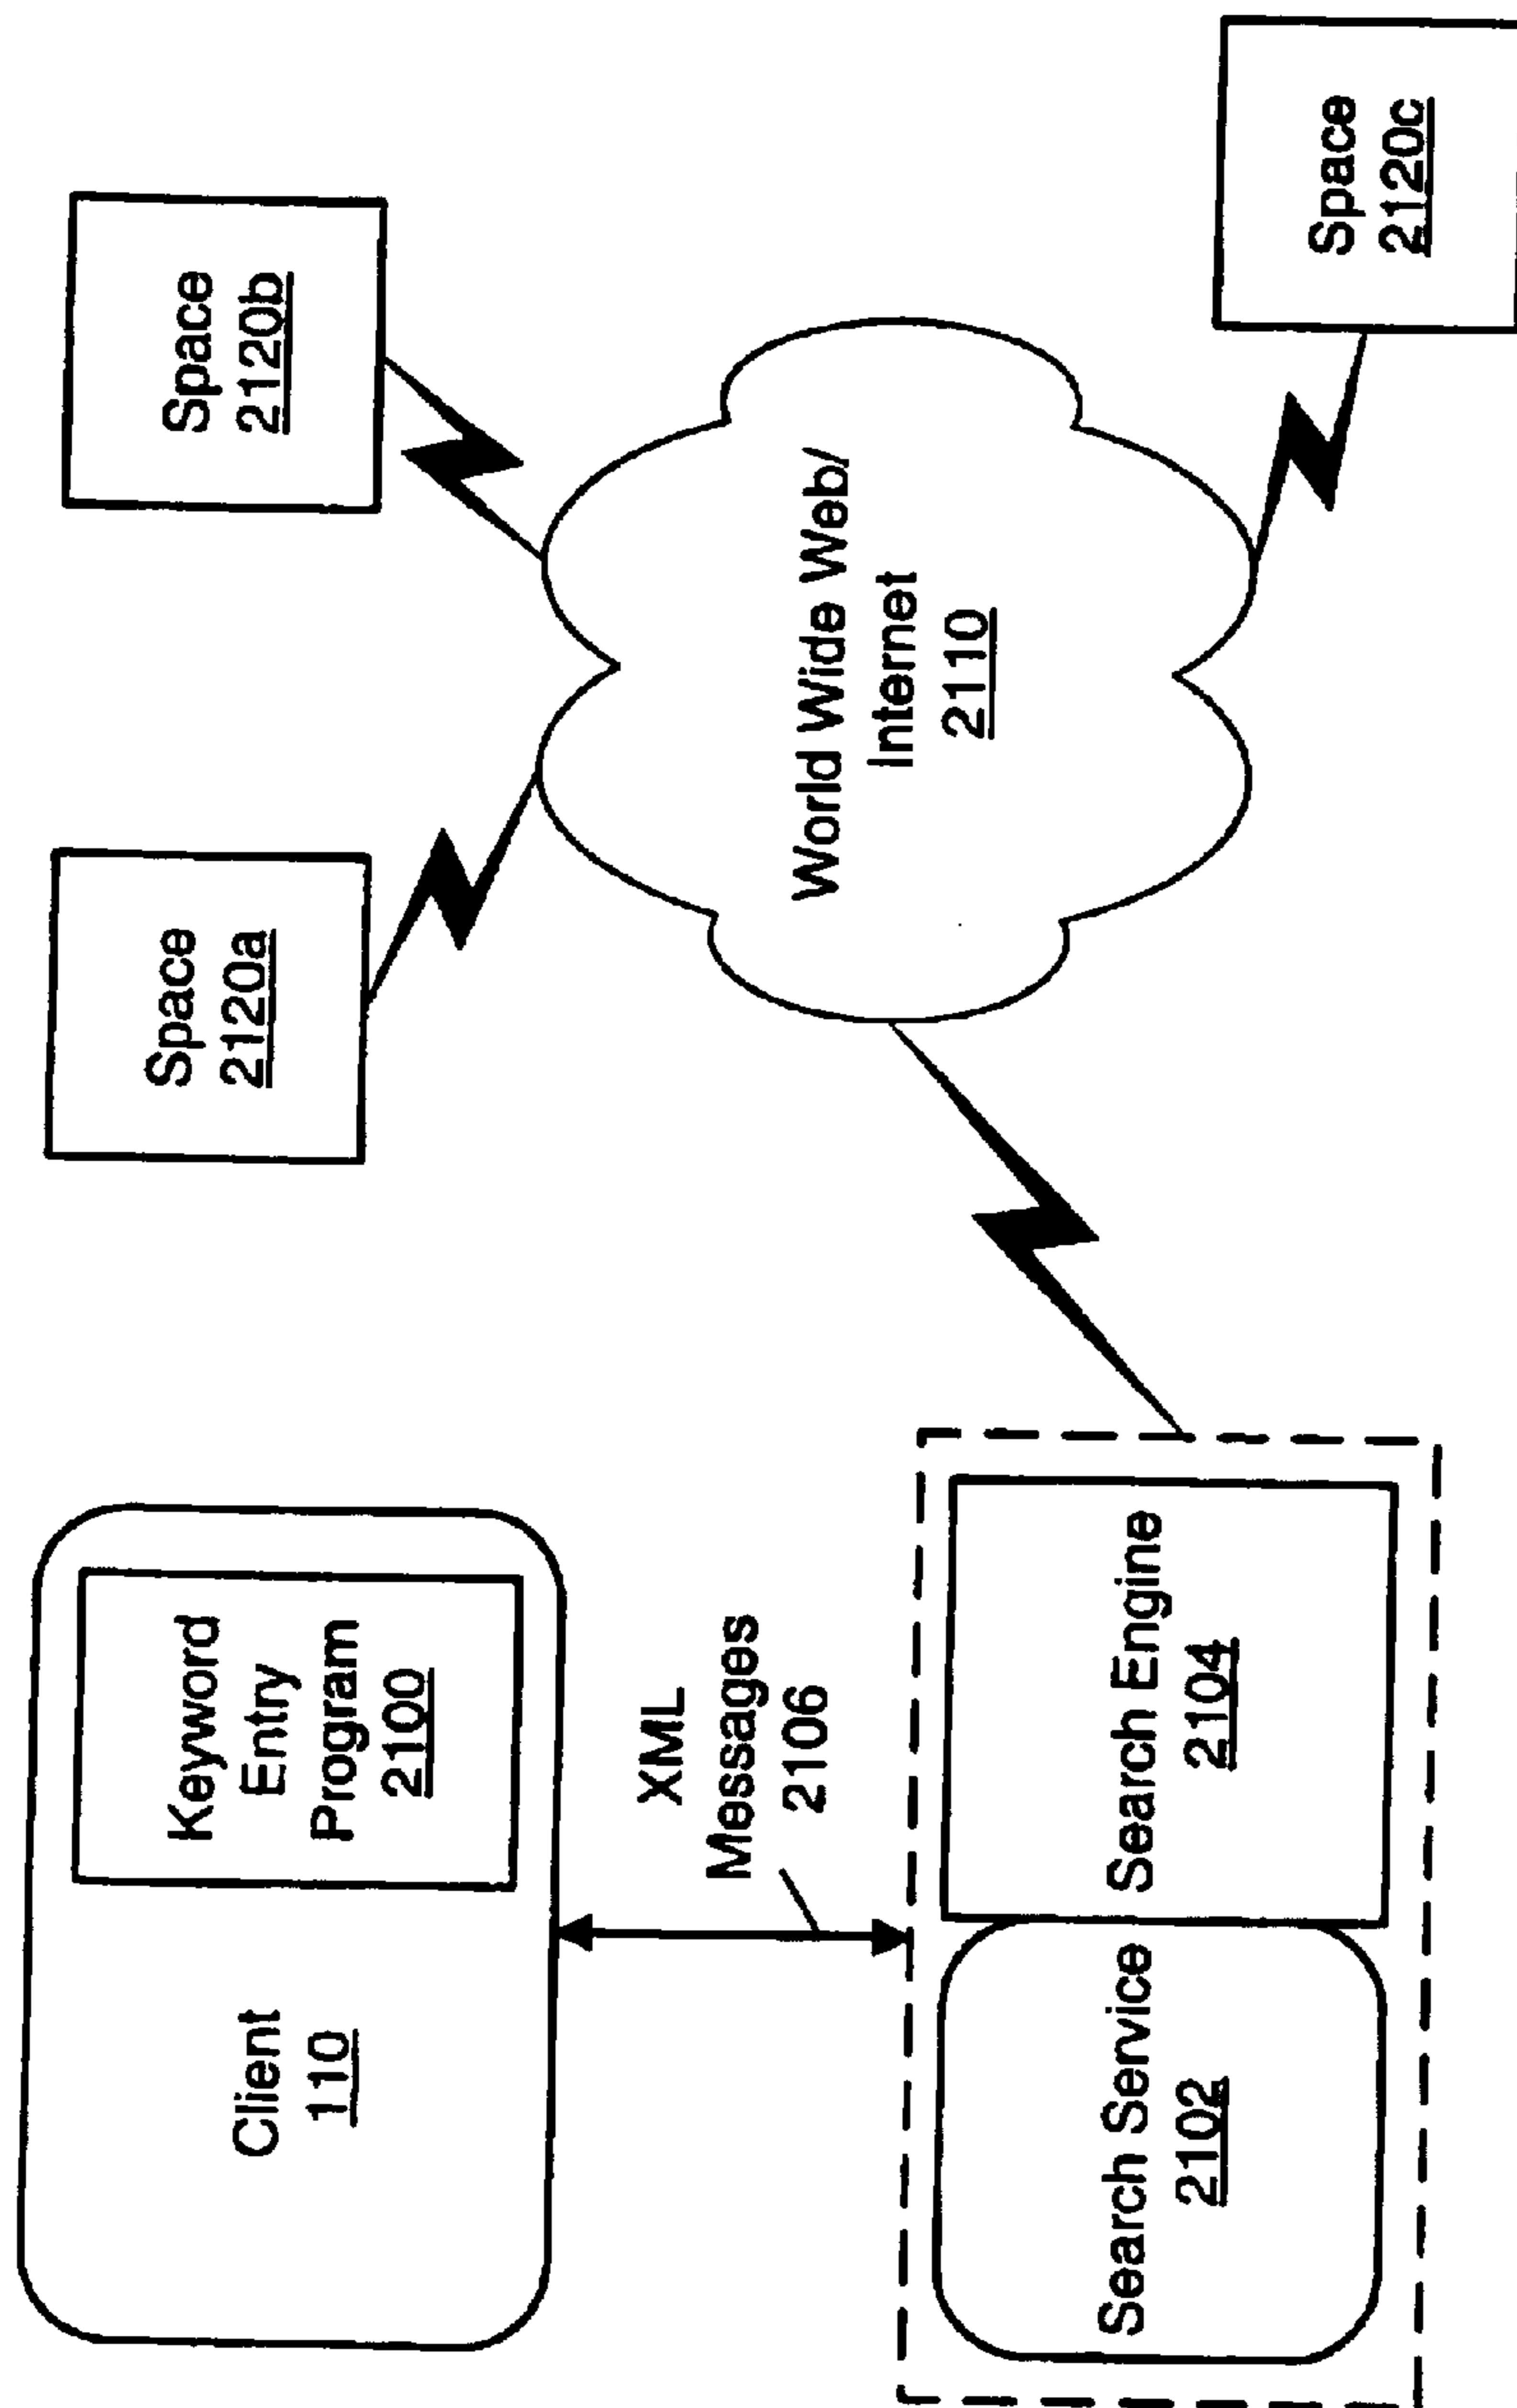 Client
110
Keyword
Entry
Program
2100
XML
Messages
2106
Search Service
2102
Search Engine
2104
Space
2120a
Space
2120b
World Wide Web/
Internet
2110
Space
2120c